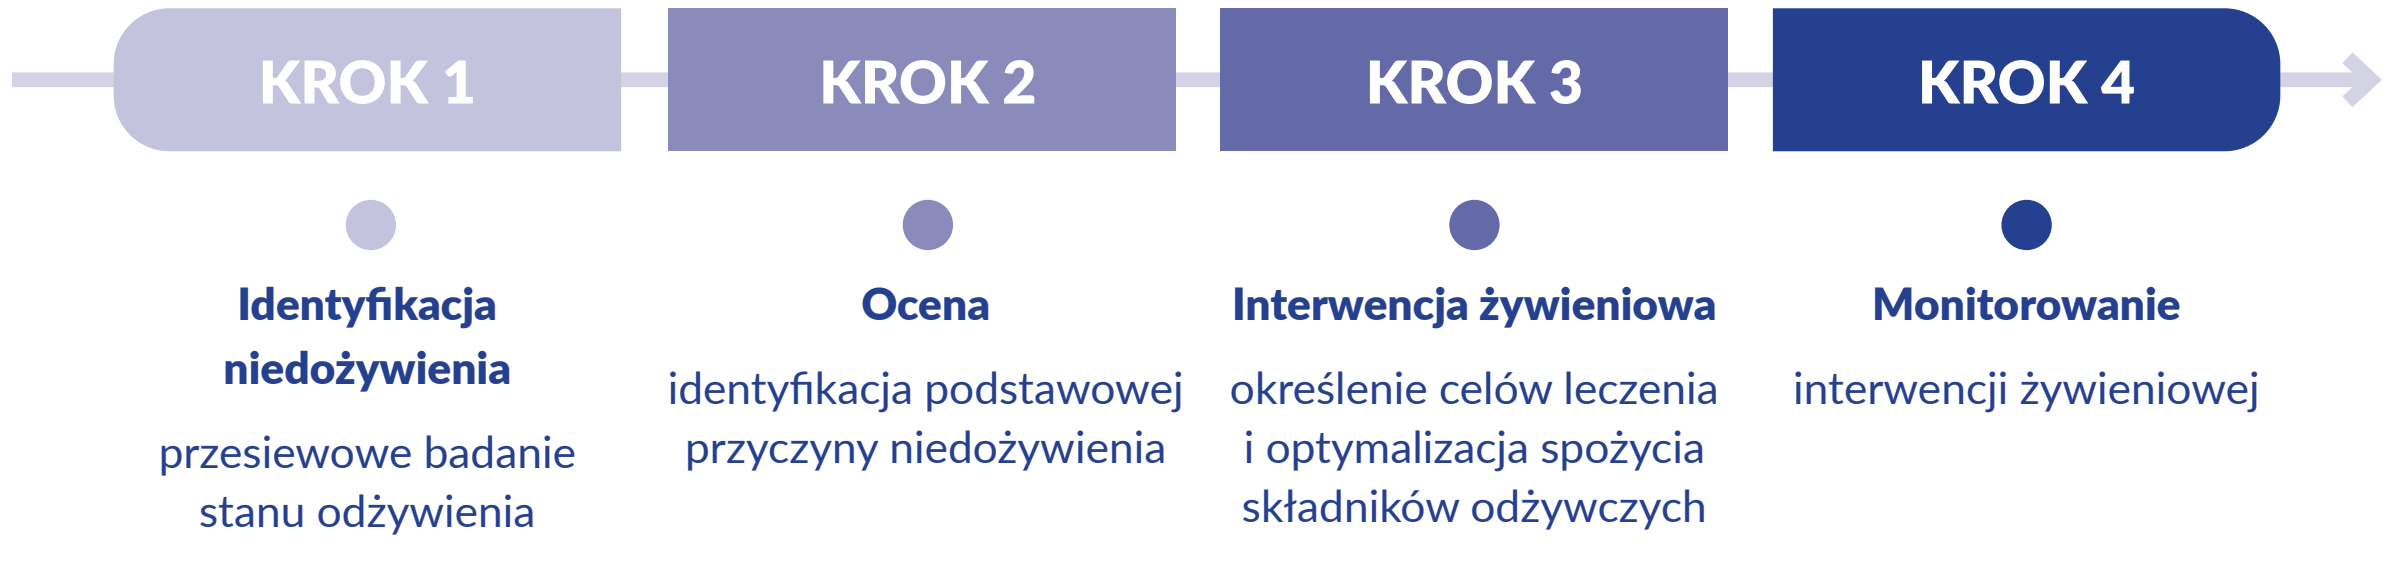 KROK 1
KROK 2
KROK 3
KROK 4
Identyfikacja
niedożywienia
przesiewowe badanie
stanu odżywienia
Ocena
identyfikacja podstawowej
przyczyny niedożywienia
Interwencja żywieniowa
określenie celów leczenia
i optymalizacja spożycia
składników odżywczych
Monitorowanie
interwencji żywieniowej